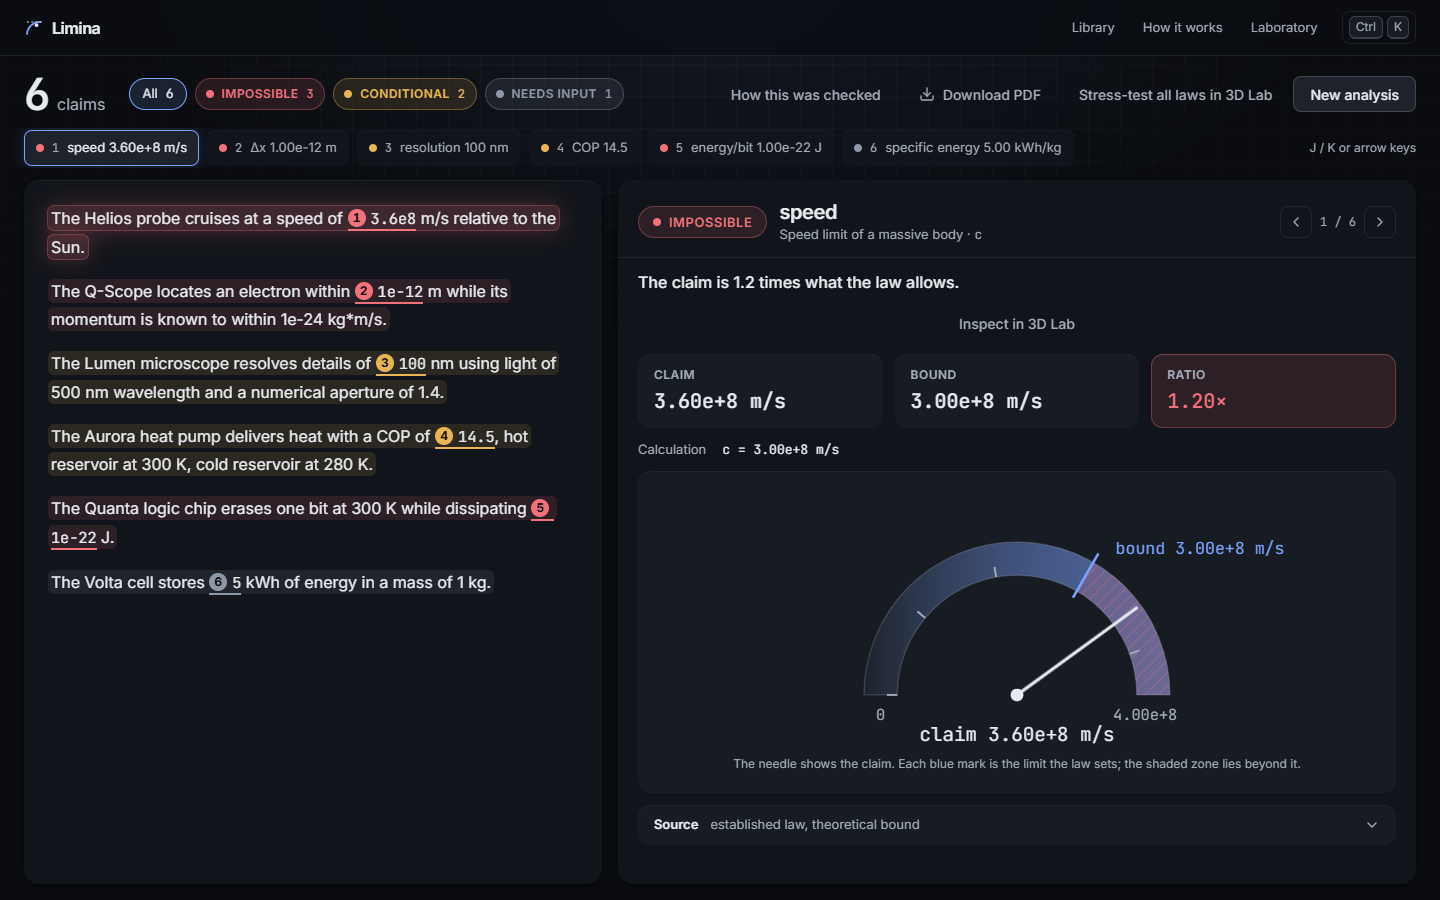 Limina
Library How it works Laboratory Ctrl K
6 claims All 6 IMPOSSIBLE 3 CONDITIONAL 2 NEEDS INPUT 1 How this was checked Download PDF Stress-test all laws in 3D Lab New analysis
1 speed 3.60e+8 m/s 2 Δx 1.00e-12 m 3 resolution 100 nm 4 COP 14.5 5 energy/bit 1.00e-22 J 6 specific energy 5.00 kWh/kg J / K or arrow keys
The Helios probe cruises at a speed of 1 3.6e8 m/s relative to the
Sun.
The Q-Scope locates an electron within 2 1e-12 m while its
momentum is known to within 1e-24 kg*m/s.
The Lumen microscope resolves details of 3 100 nm using light of
500 nm wavelength and a numerical aperture of 1.4.
The Aurora heat pump delivers heat with a COP of 4 14.5, hot
reservoir at 300 K, cold reservoir at 280 K.
The Quanta logic chip erases one bit at 300 K while dissipating 5
1e-22 J.
The Volta cell stores 6 5 kWh of energy in a mass of 1 kg.
IMPOSSIBLE speed 1 / 6
Speed limit of a massive body · c
The claim is 1.2 times what the law allows.
Inspect in 3D Lab
CLAIM BOUND RATIO
3.60e+8 m/s 3.00e+8 m/s 1.20×
Calculation c = 3.00e+8 m/s
bound 3.00e+8 m/s
0 4.00e+8
claim 3.60e+8 m/s
The needle shows the claim. Each blue mark is the limit the law sets; the shaded zone lies beyond it.
Source established law, theoretical bound